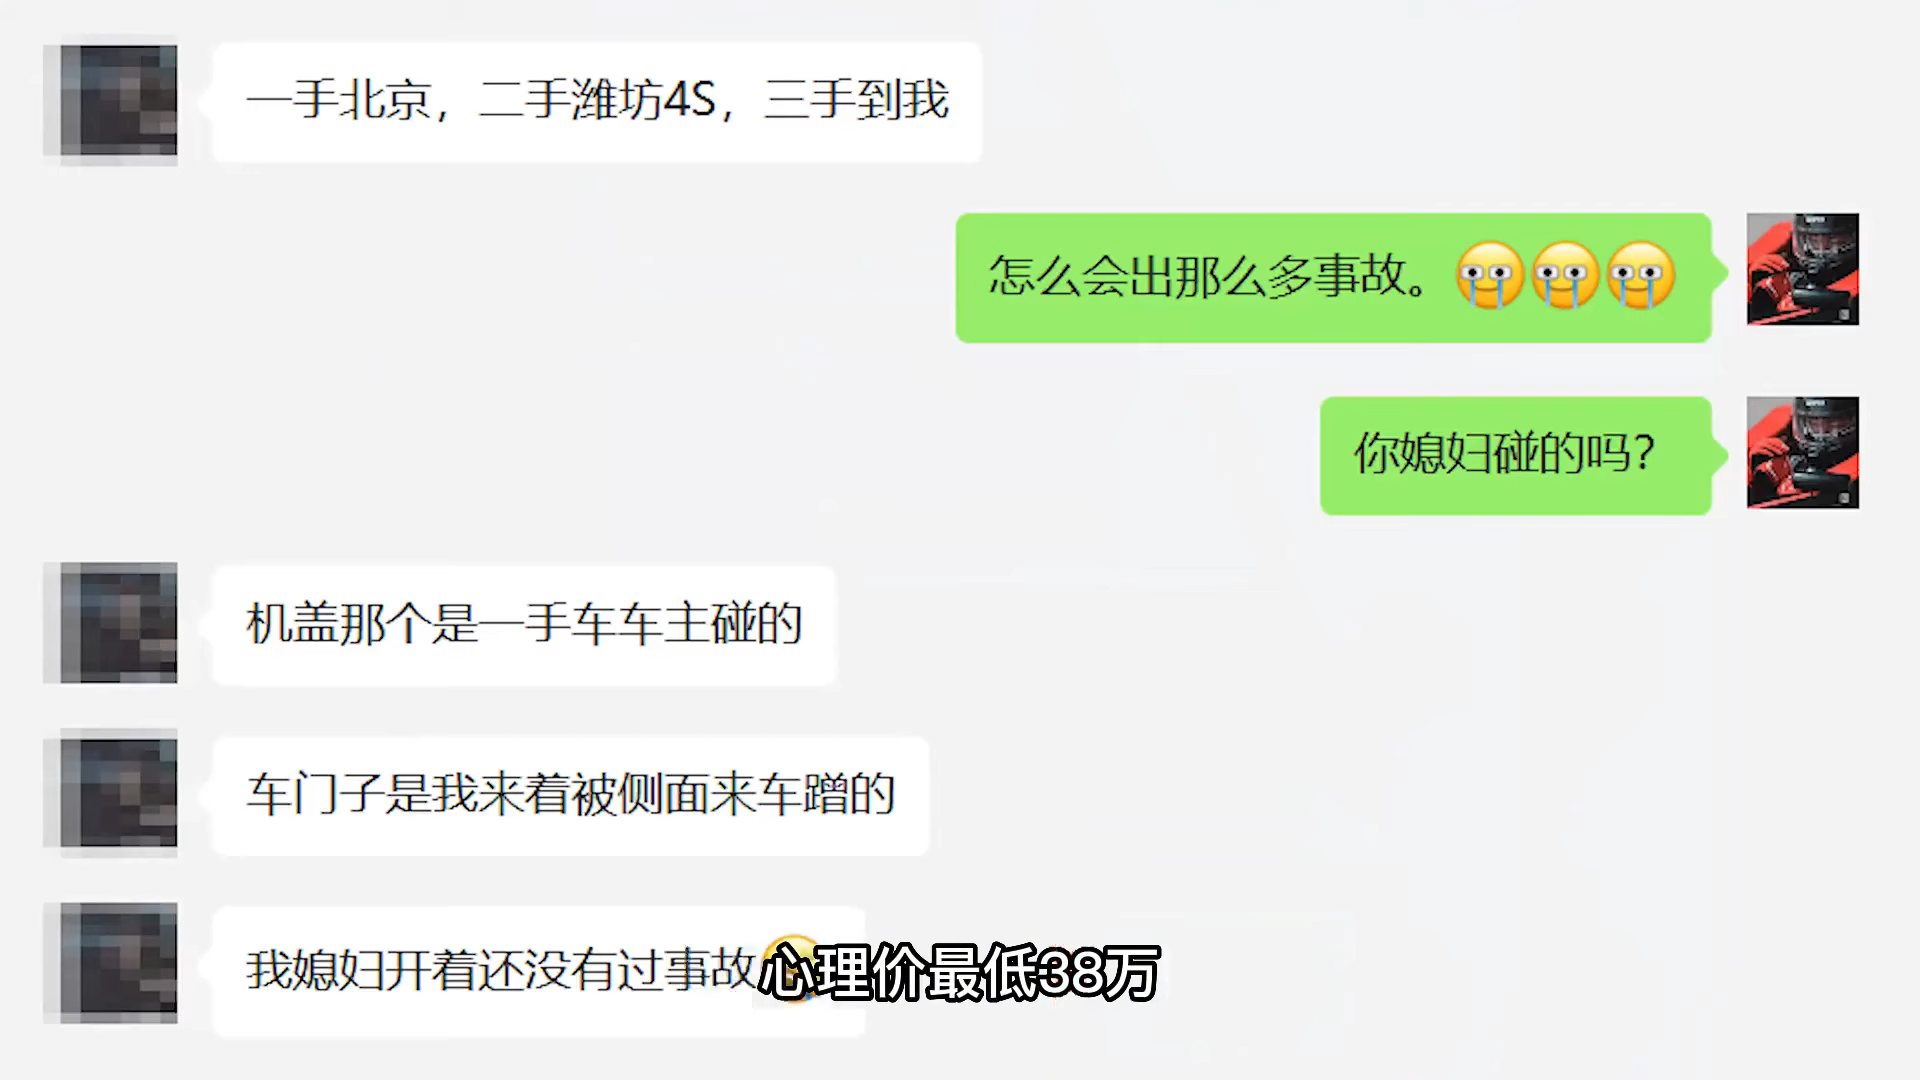 一手北京，二手潍坊4S，三手到我
怎么会出那么多事故。
你媳妇碰的吗？
机盖那个是一手车车主碰的
车门子是我来着被侧面来车蹭的
我媳妇开着还没有过事故
心理价最低38万